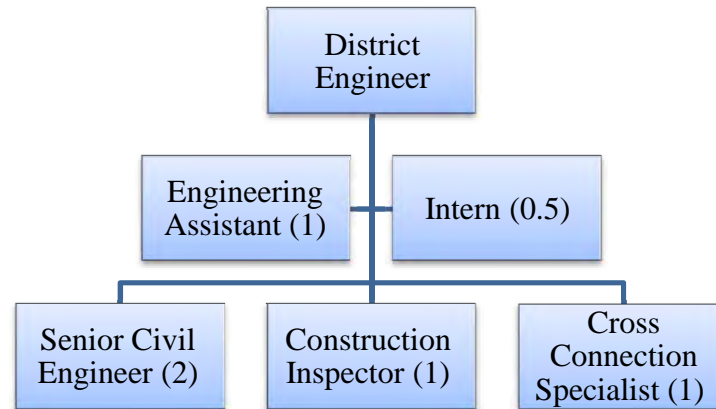 District
Engineer
Engineering
Assistant (1)
Intern (0.5)
Senior Civil
Engineer (2)
Construction
Inspector (1)
Cross
Connection
Specialist (1)